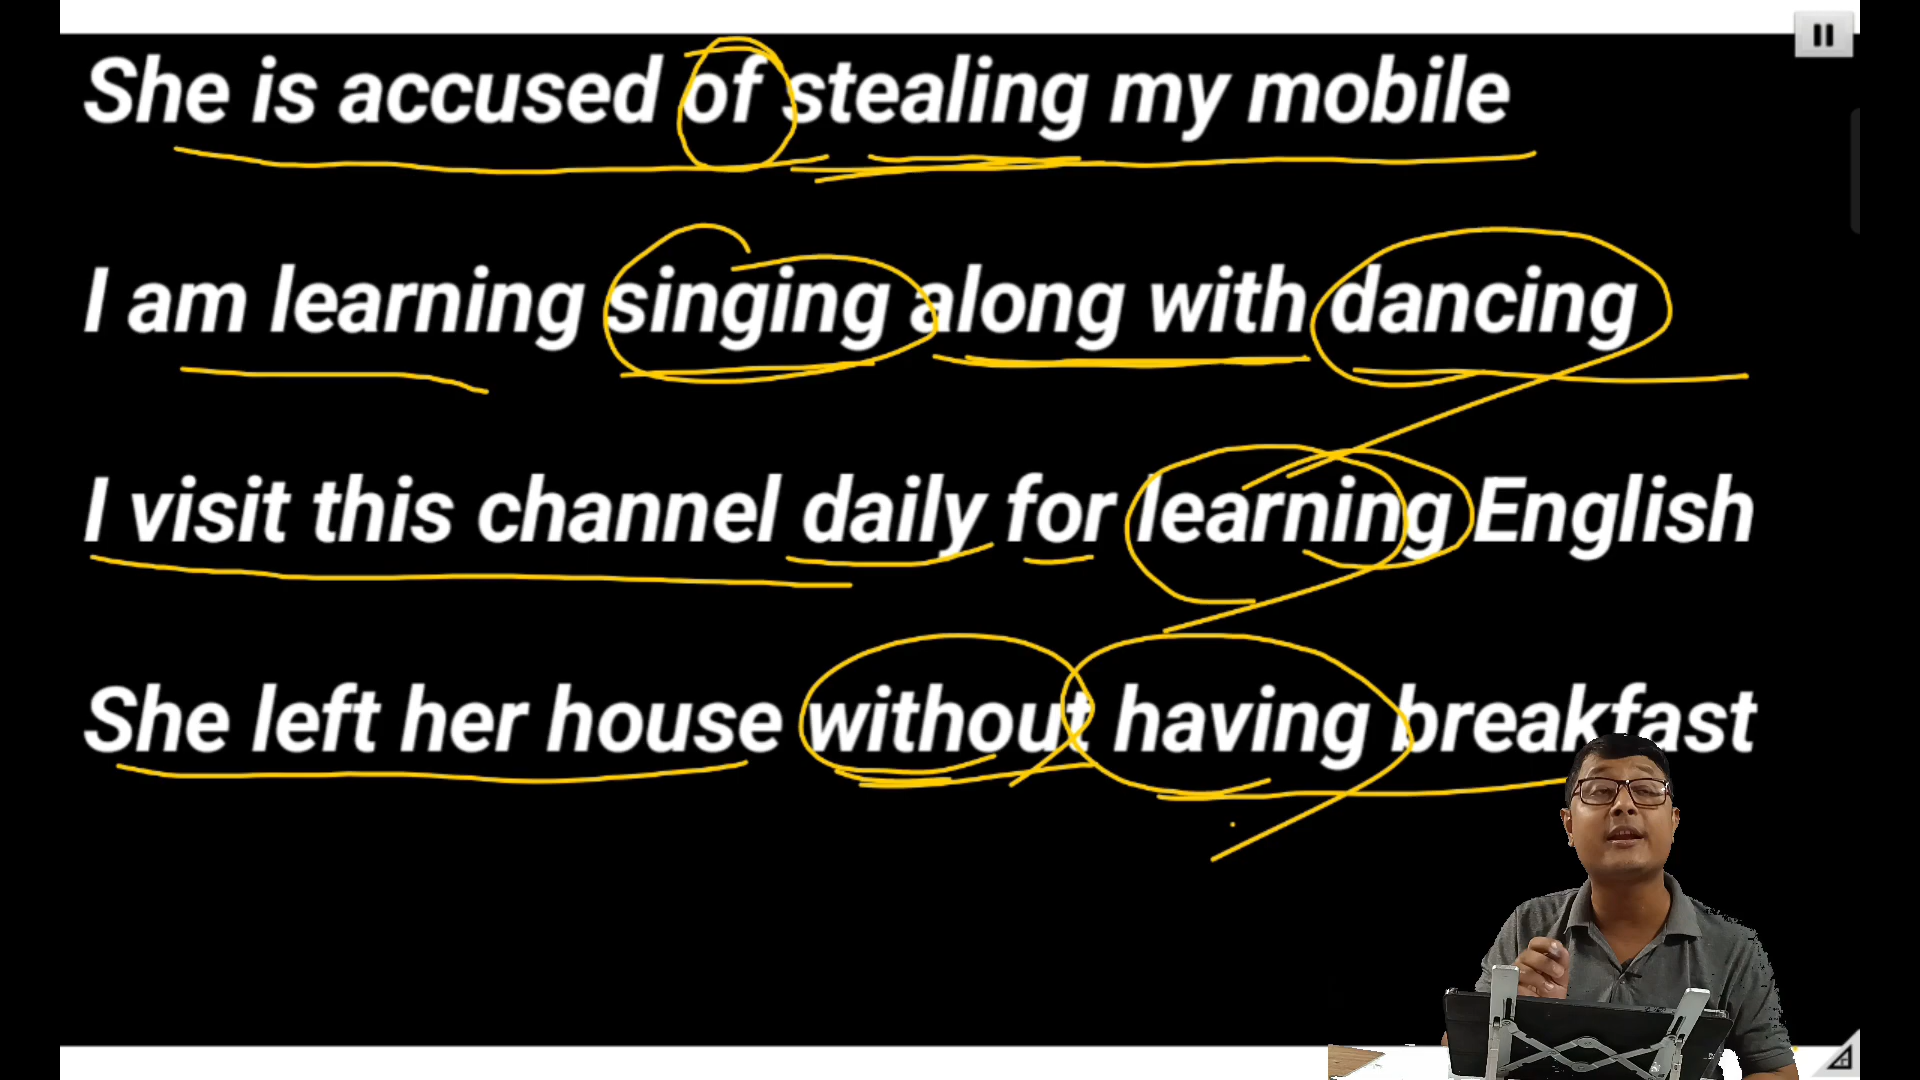 She is accused of stealing my mobile
I am learning singing along with dancing
I visit this channel daily for learning English
She left her house without having breakfast